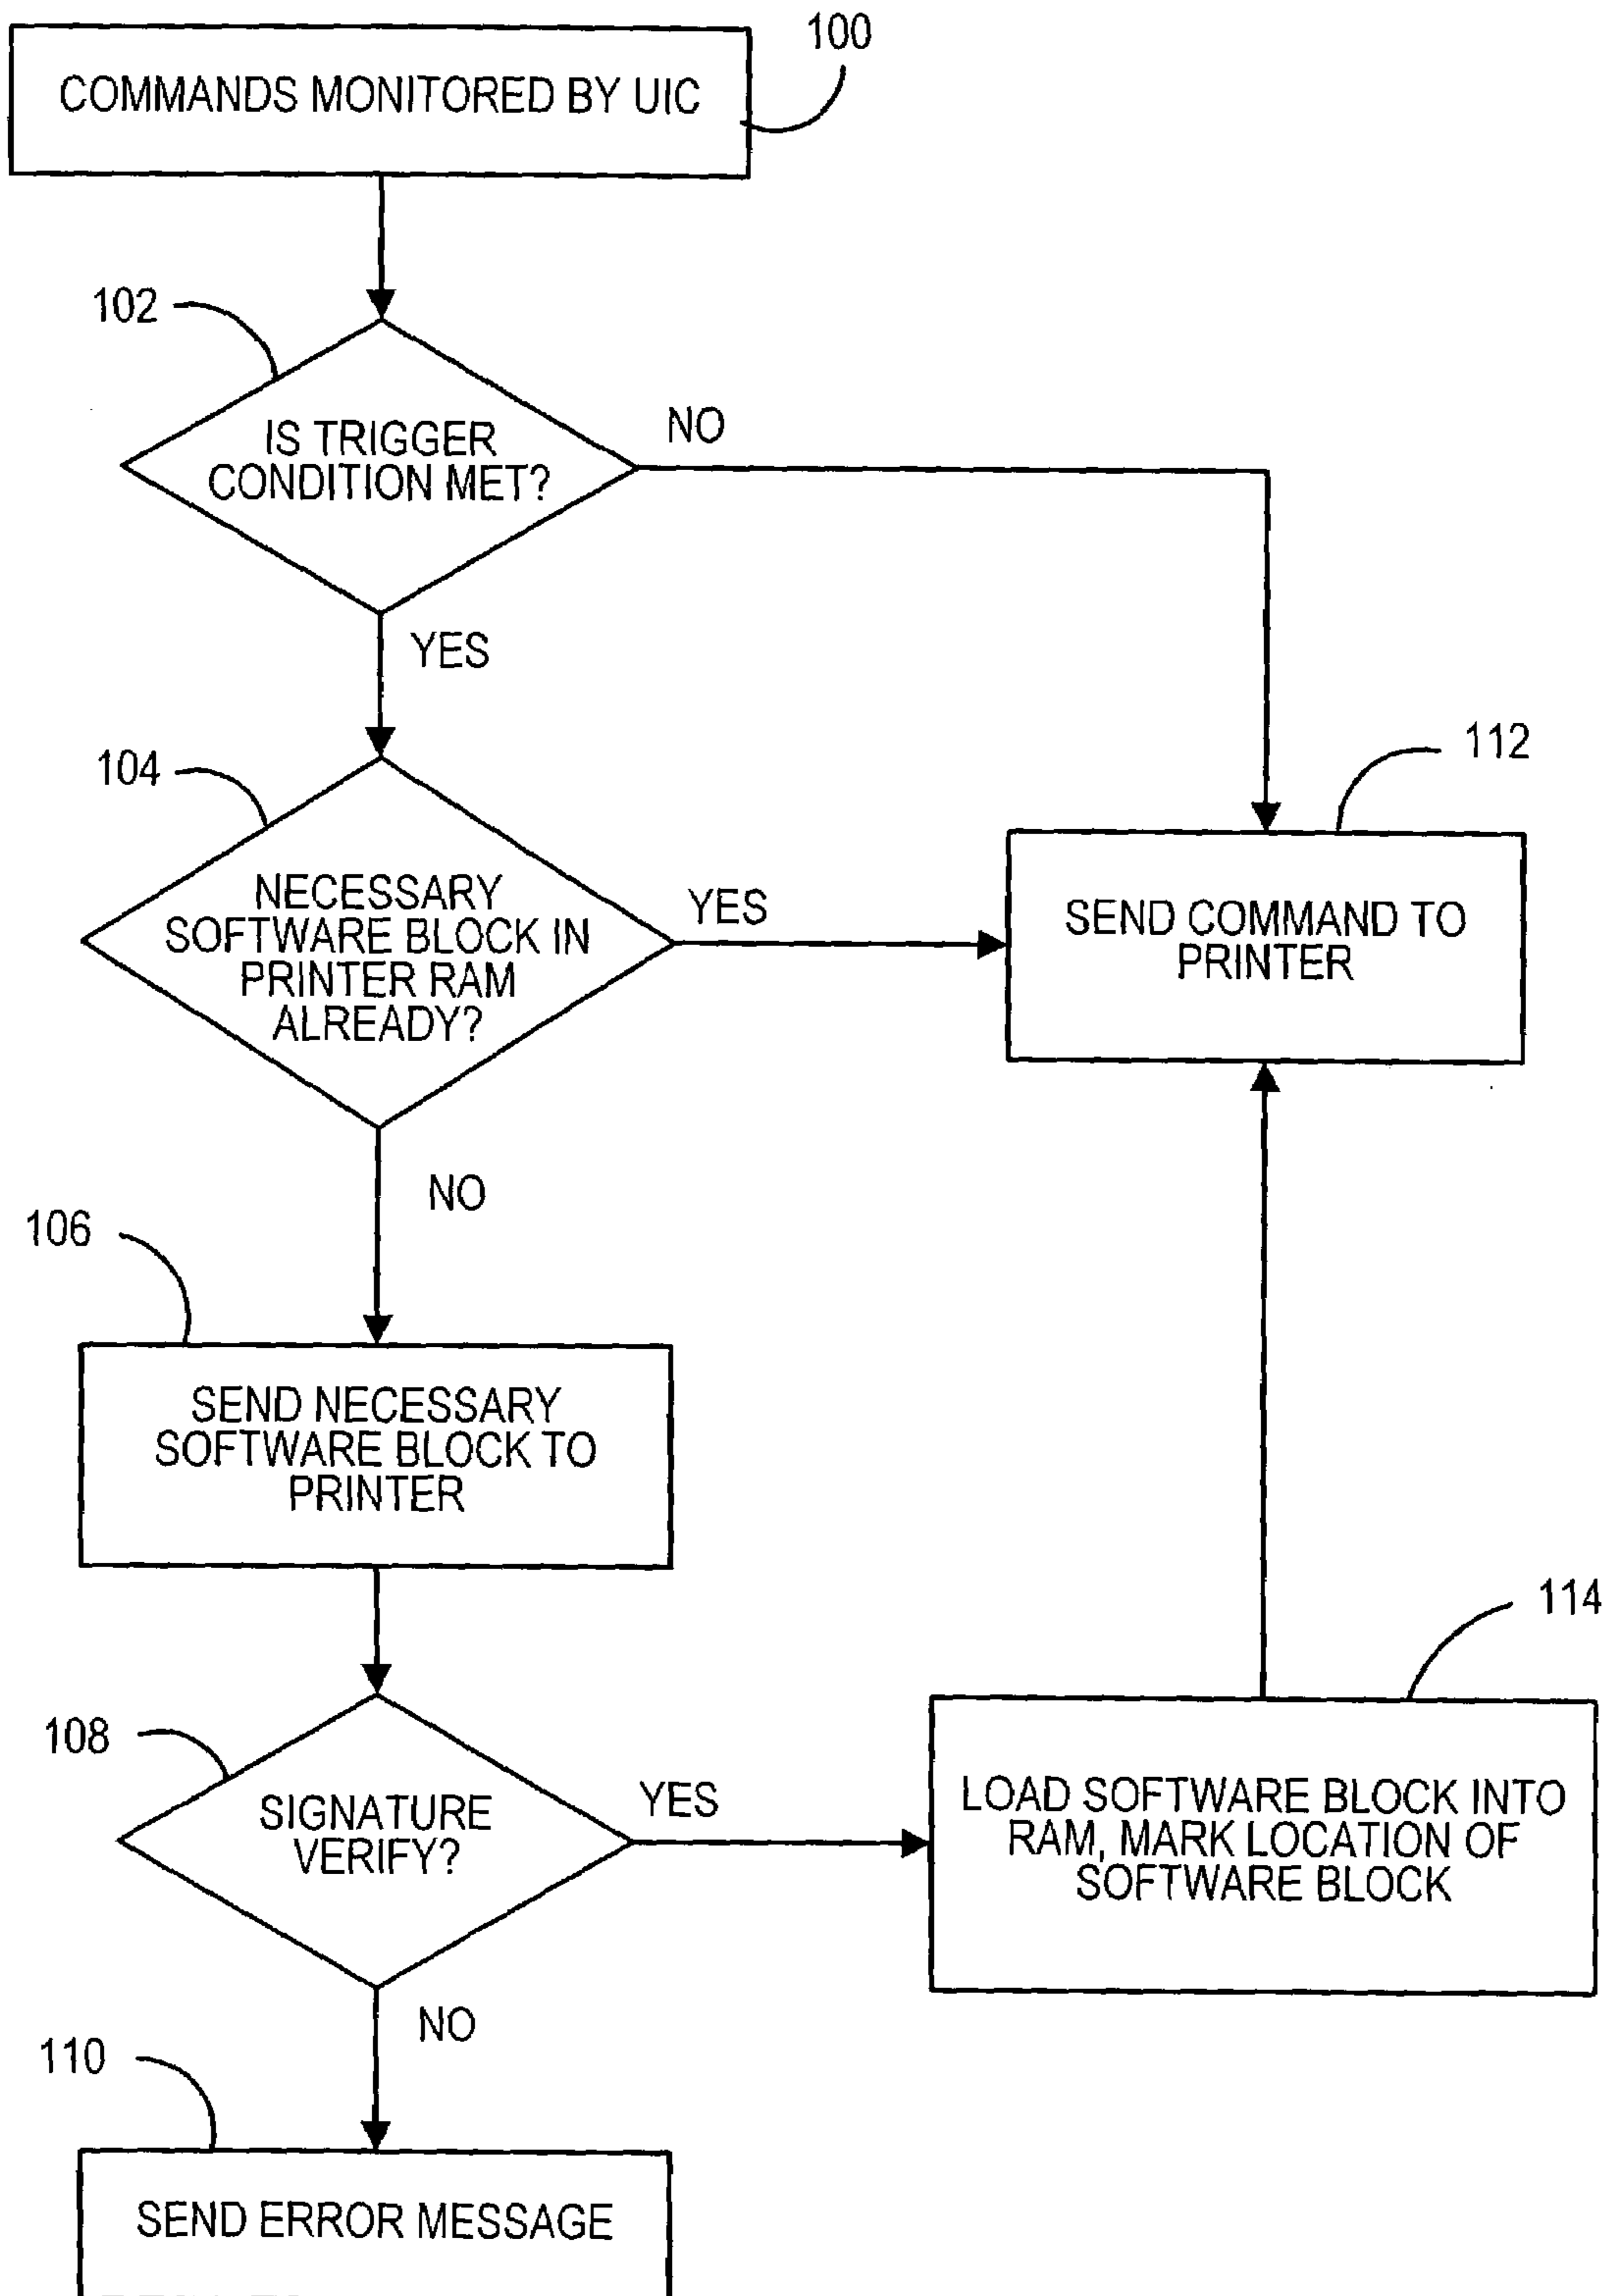 100
COMMANDS MONITORED BY UIC
102
IS TRIGGER
CONDITION MET?
NO
YES
104
NECESSARY
SOFTWARE BLOCK IN
PRINTER RAM
ALREADY?
YES
112
SEND COMMAND TO
PRINTER
NO
106
SEND NECESSARY
SOFTWARE BLOCK TO
PRINTER
108
SIGNATURE
VERIFY?
YES
114
LOAD SOFTWARE BLOCK INTO
RAM, MARK LOCATION OF
SOFTWARE BLOCK
NO
110
SEND ERROR MESSAGE